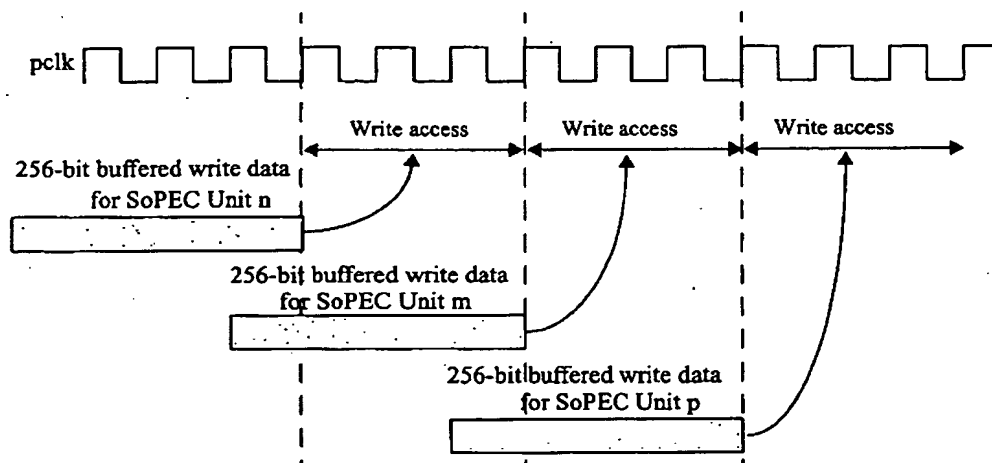 pclk
Write access
Write access
Write access
256-bit buffered write data
for SoPEC Unit n
256-bit buffered write data
for SoPEC Unit m
256-bit buffered write data
for SoPEC Unit p